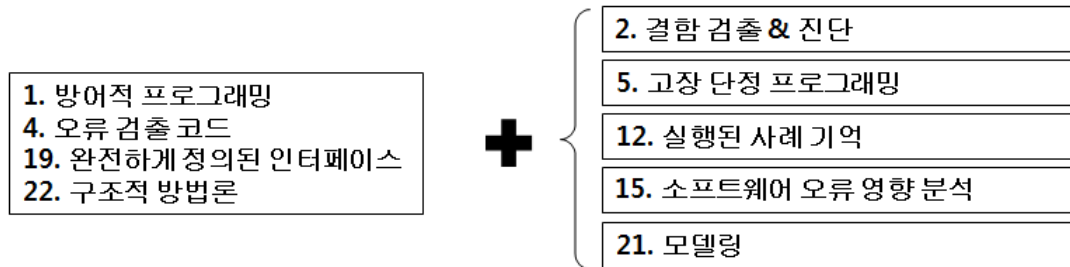 1. 방어적 프로그래밍
4. 오류 검출 코드
19. 완전하게 정의된 인터페이스
22. 구조적 방법론
2. 결함 검출 & 진단
5. 고장 단정 프로그래밍
12. 실행된 사례 기억
15. 소프트웨어 오류 영향 분석
21. 모델링